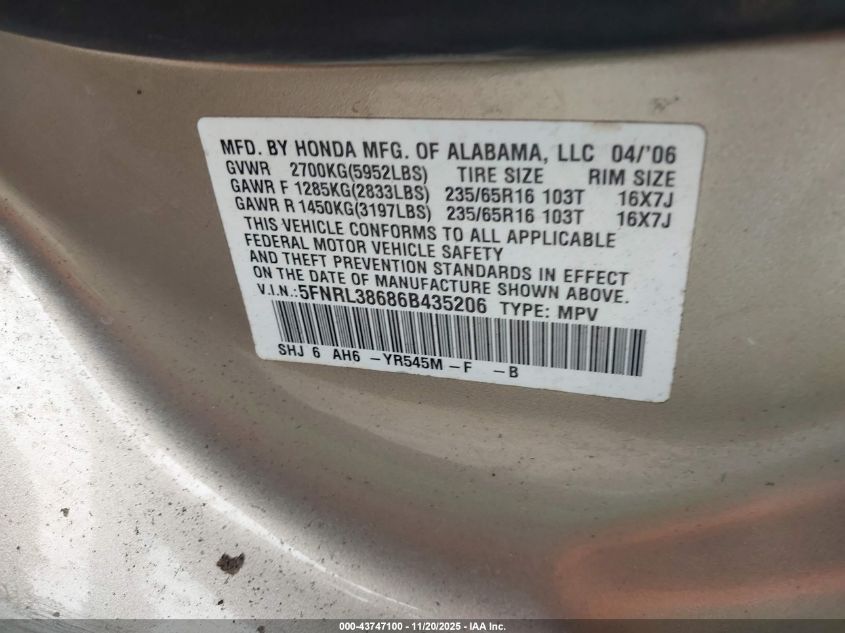 MFD. BY HONDA MFG. OF ALABAMA, LLC 04/'06
GVWR 2700KG(5952LBS) TIRE SIZE RIM SIZE
GAWR F 1285KG(2833LBS) 235/65R16 103T 16X7J
GAWR R 1450KG(3197LBS) 235/65R16 103T 16X7J
THIS VEHICLE CONFORMS TO ALL APPLICABLE
FEDERAL MOTOR VEHICLE SAFETY
AND THEFT PREVENTION STANDARDS IN EFFECT
ON THE DATE OF MANUFACTURE SHOWN ABOVE.
V.I.N.:5FNRL38686B435206 TYPE: MPV
SHJ 6 AH6 -YR545M -F -B
000-43747100 - 11/20/2025 - IAA Inc.